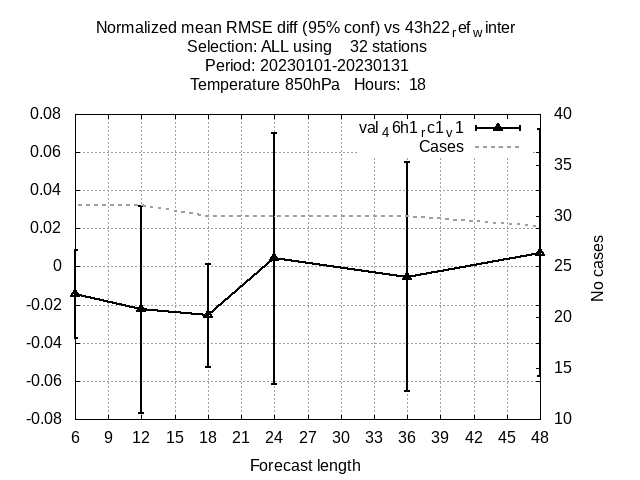 Normalized mean RMSE diff (95% conf) vs 43h22refwinter
Selection: ALL using    32 stations
Period: 20230101-20230131
Temperature 850hPa   Hours:  18
val46h1rc1v1
Cases
0.08
0.06
0.04
0.02
0
-0.02
-0.04
-0.06
-0.08
40
35
30
25
20
15
10
No cases
6 9 12 15 18 21 24 27 30 33 36 39 42 45 48
Forecast length